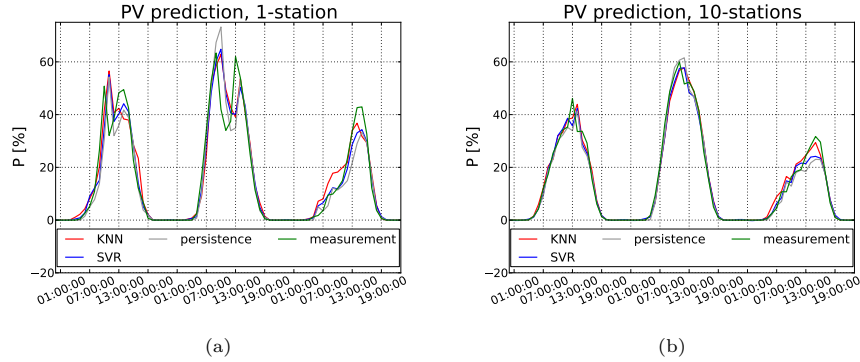 PV prediction, 1-station
P [%]
60
40
20
0
−20
KNN
persistence
measurement
SVR
01:00:00
07:00:00
13:00:00
19:00:00
01:00:00
07:00:00
13:00:00
19:00:00
01:00:00
07:00:00
13:00:00
19:00:00
(a)
PV prediction, 10-stations
P [%]
60
40
20
0
−20
KNN
persistence
measurement
SVR
01:00:00
07:00:00
13:00:00
19:00:00
01:00:00
07:00:00
13:00:00
19:00:00
01:00:00
07:00:00
13:00:00
19:00:00
(b)